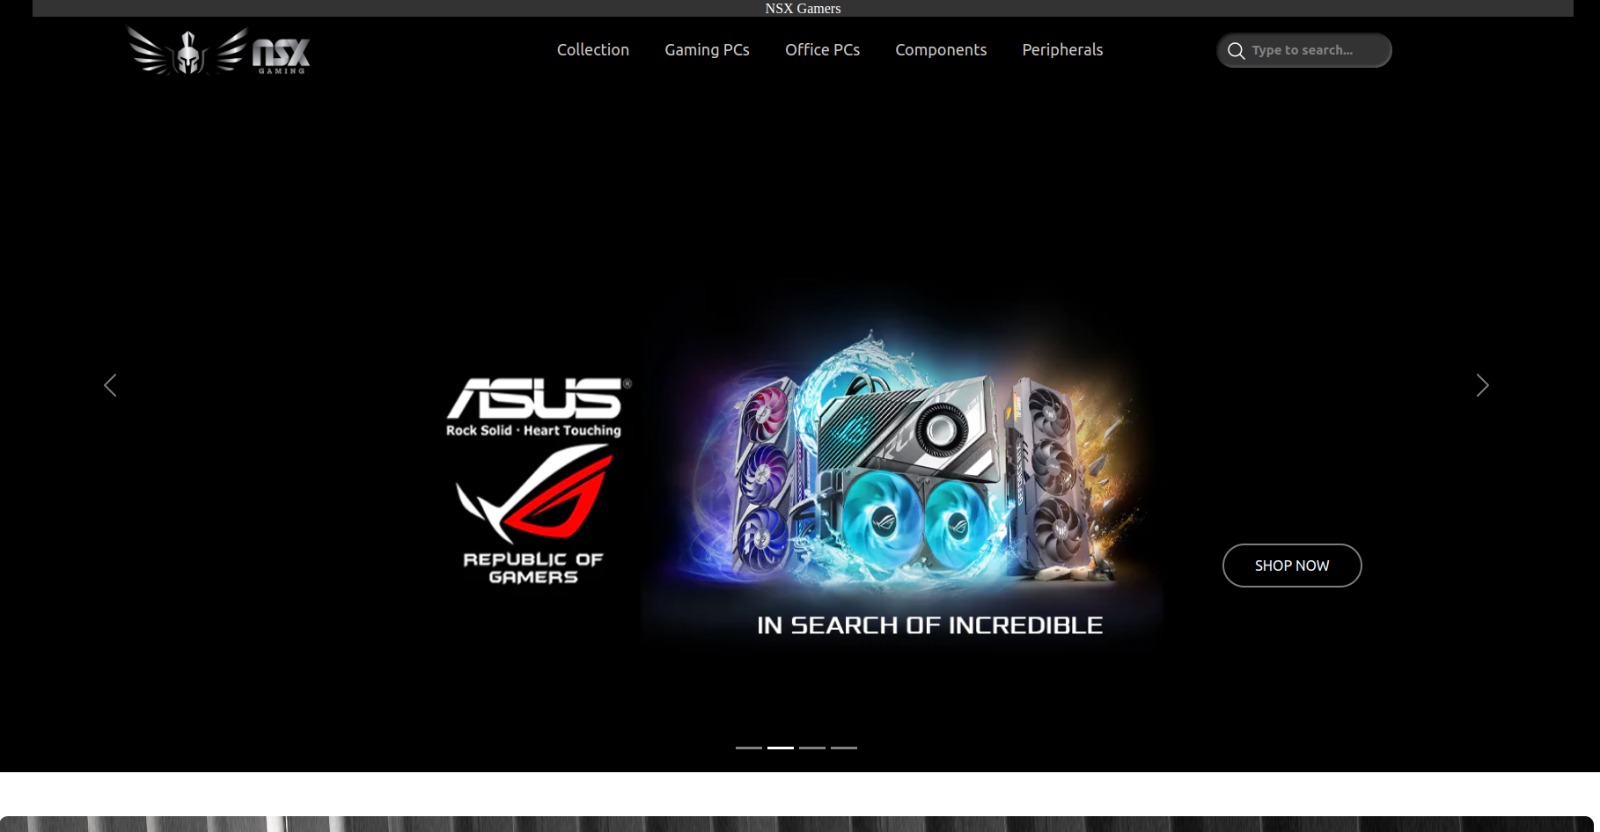 NSX Gamers
NSX
GAMING
Collection
Gaming PCs
Office PCs
Components
Peripherals
Type to search...
ASUS®
Rock Solid · Heart Touching
REPUBLIC OF
GAMERS
SHOP NOW
IN SEARCH OF INCREDIBLE